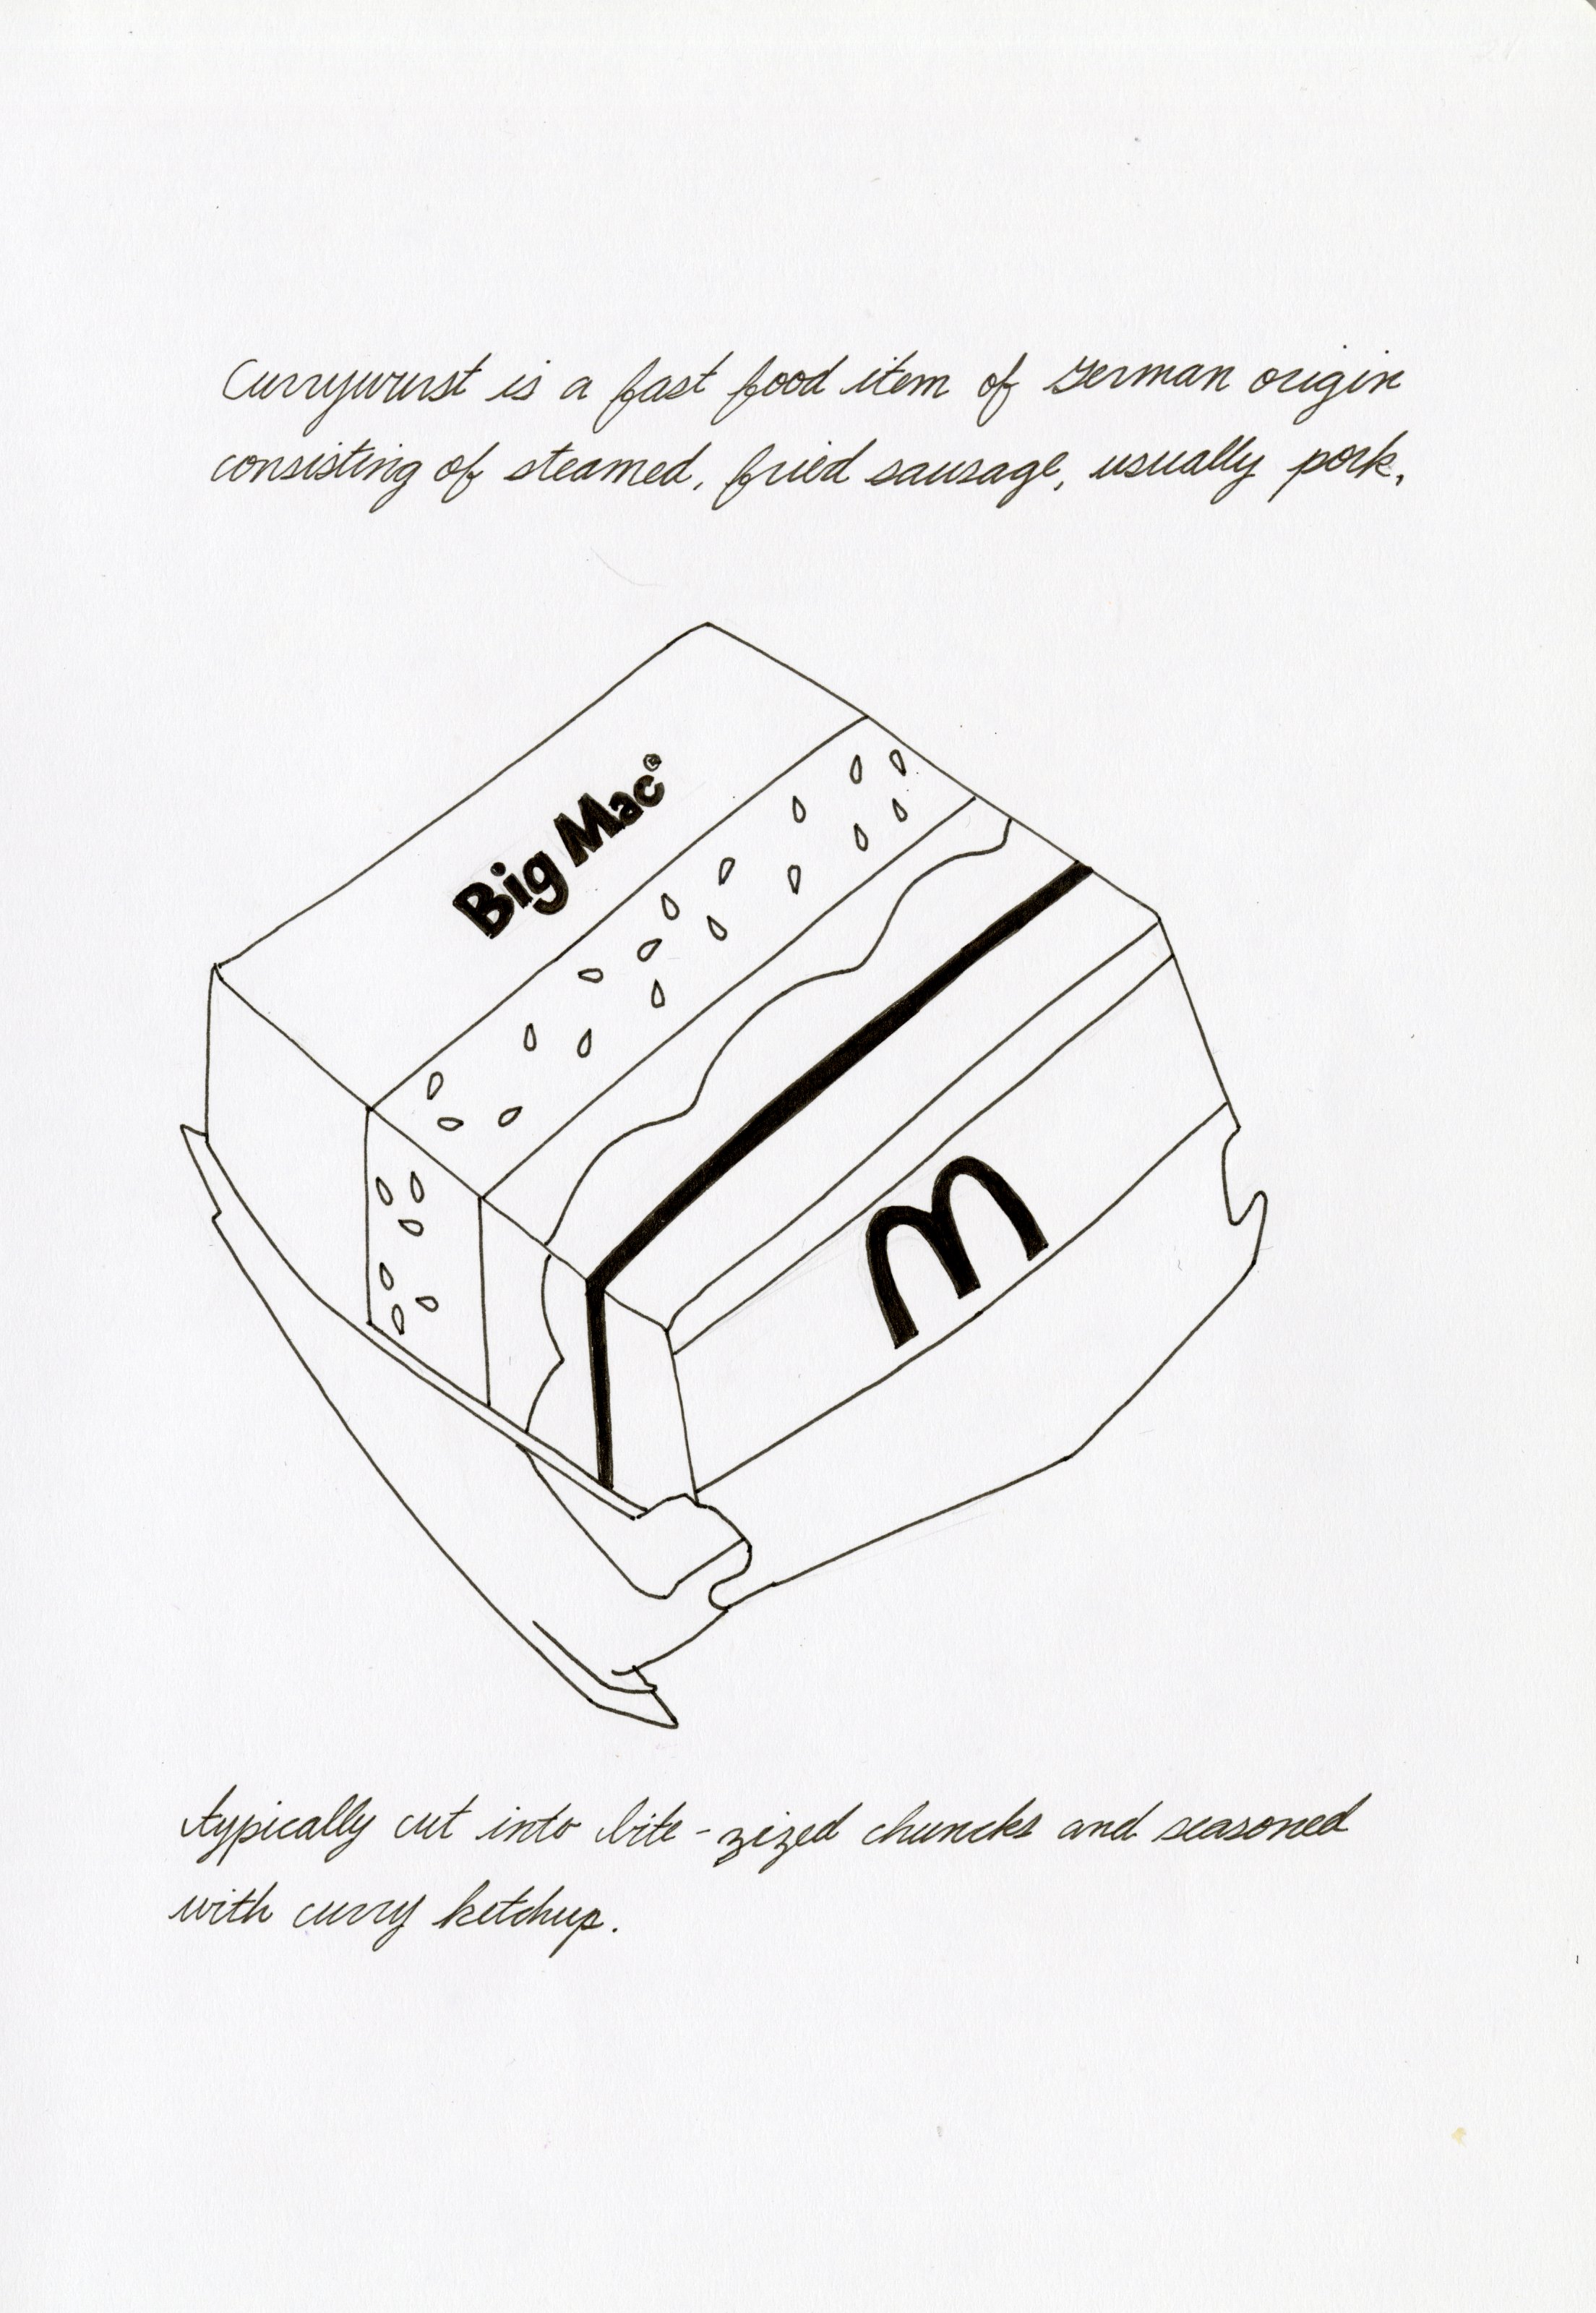 Currywurst is a fast food item of German origin
consisting of steamed, fried sausage, usually pork,
Big Mac®
M
typically cut into bite-zized chuncks and seasoned
with curry ketchup.